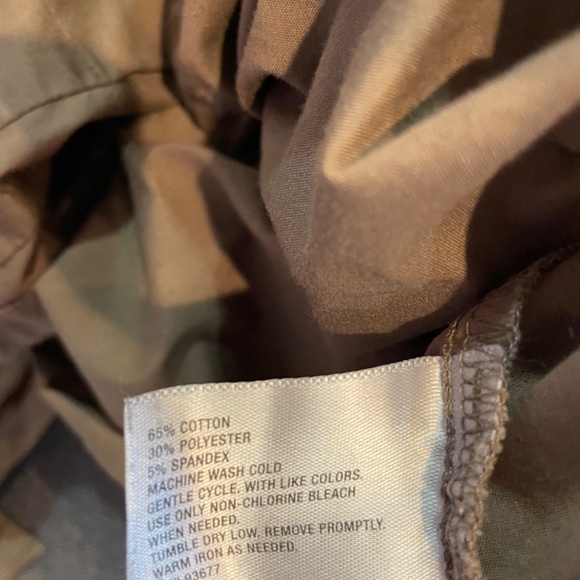 65% COTTON
30% POLYESTER
5% SPANDEX
MACHINE WASH COLD
GENTLE CYCLE, WITH LIKE COLORS.
USE ONLY NON-CHLORINE BLEACH
WHEN NEEDED.
TUMBLE DRY LOW. REMOVE PROMPTLY.
WARM IRON AS NEEDED.
93677